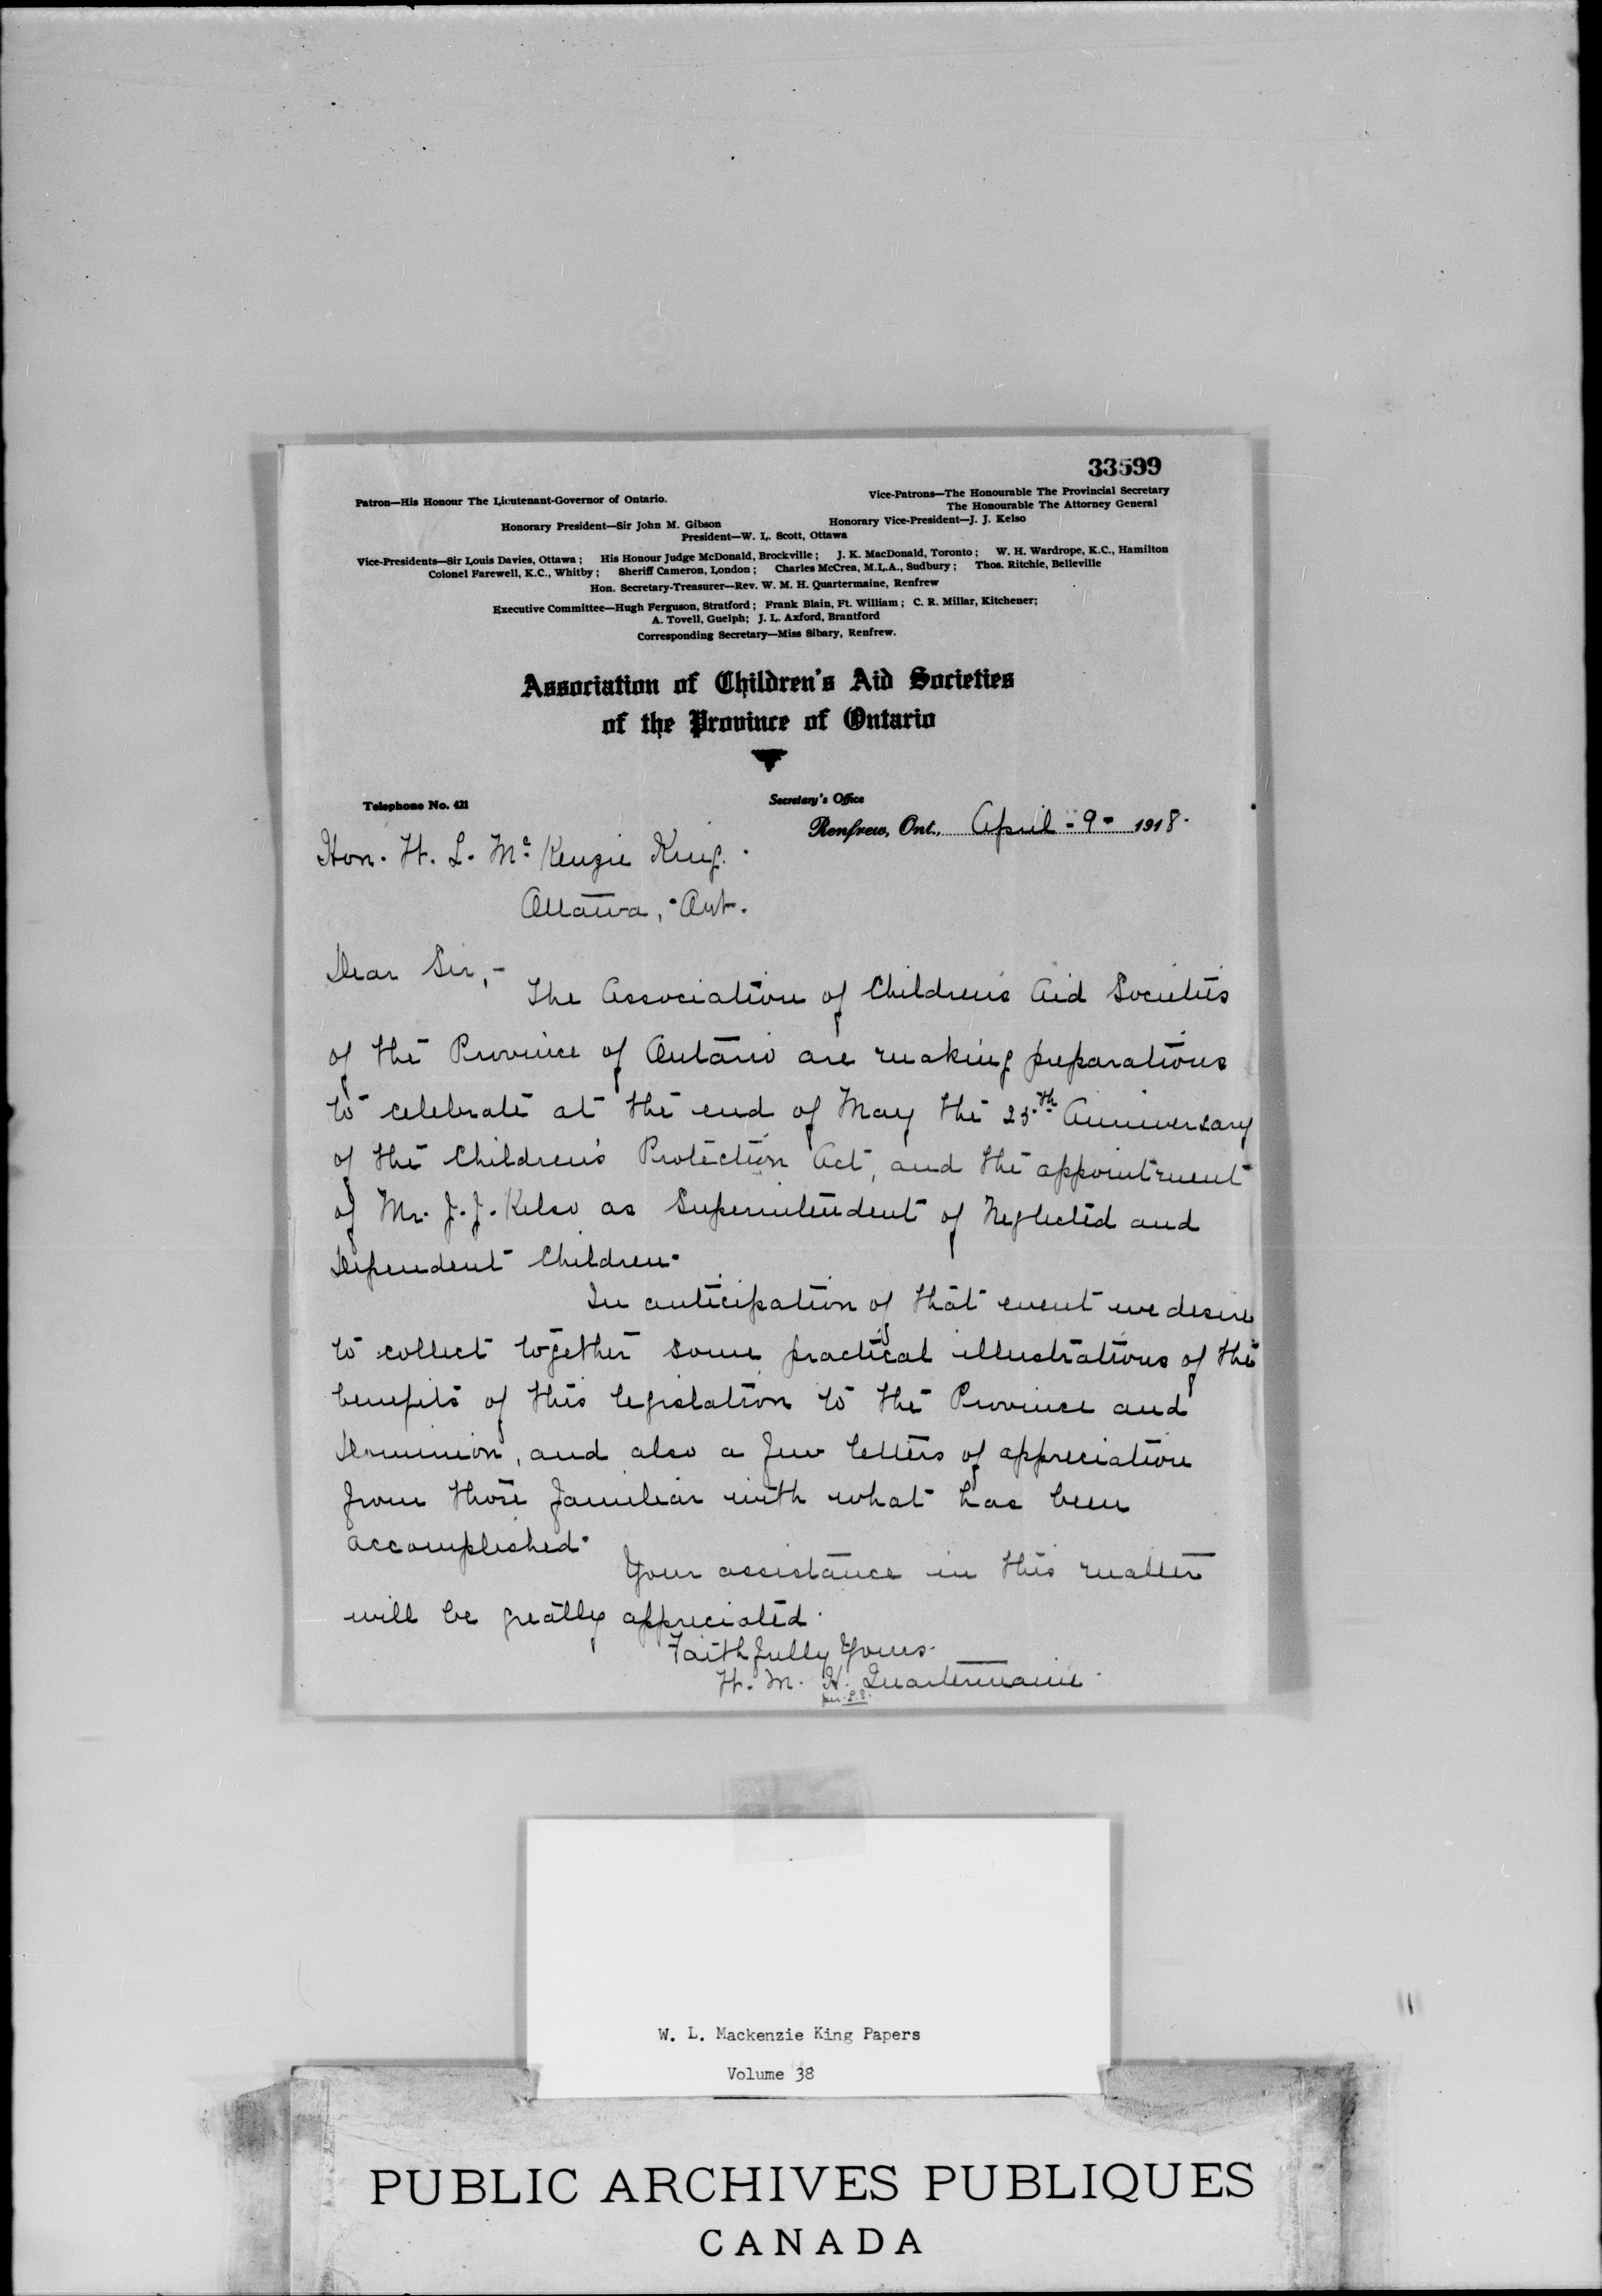 33599
Patron—His Honour The Lieutenant-Governor of Ontario.
Vice-Patrons—The Honourable The Provincial Secretary
The Honourable The Attorney General
Honorary President—Sir John M. Gibson Honorary Vice-President—J. J. Kelso
President—W. L. Scott, Ottawa
Vice-Presidents—Sir Louis Davies, Ottawa; His Honour Judge McDonald, Brockville; J. K. MacDonald, Toronto; W. H. Wardrope, K.C., Hamilton
Colonel Farewell, K.C., Whitby; Sheriff Cameron, London; Charles McCrea, M.L.A., Sudbury; Thos. Ritchie, Belleville
Hon. Secretary-Treasurer—Rev. W. M. H. Quartermaine, Renfrew
Executive Committee—Hugh Ferguson, Stratford; Frank Blain, Ft. William; C. R. Millar, Kitchener;
A. Tovell, Guelph; J. L. Axford, Brantford
Corresponding Secretary—Miss Sibary, Renfrew.
Association of Children's Aid Societies
of the Province of Ontario
Telephone No. 421
Secretary's Office
Renfrew, Ont., April - 9 - 1918.
Hon. W. L. Mc Kenzie King.
Ottawa, Ont.
Dear Sir,-
The Association of Children's Aid Societies
of the Province of Ontario are making preparations
to celebrate at the end of May the 25th Anniversary
of the Children's Protection Act, and the appointment
of Mr. J. J. Kelso as Superintendent of Neglected and
Dependent Children.
In anticipation of that event we desire
to collect together some practical illustrations of the
benefits of this legislation to the Province and
Dominion, and also a few letters of appreciation
from those familiar with what has been
accomplished.
Your assistance in this matter
will be greatly appreciated.
Faithfully Yours.
W. M. H. Quartermaine.
per. L.S.
W. L. Mackenzie King Papers
Volume 38
PUBLIC ARCHIVES PUBLIQUES
CANADA